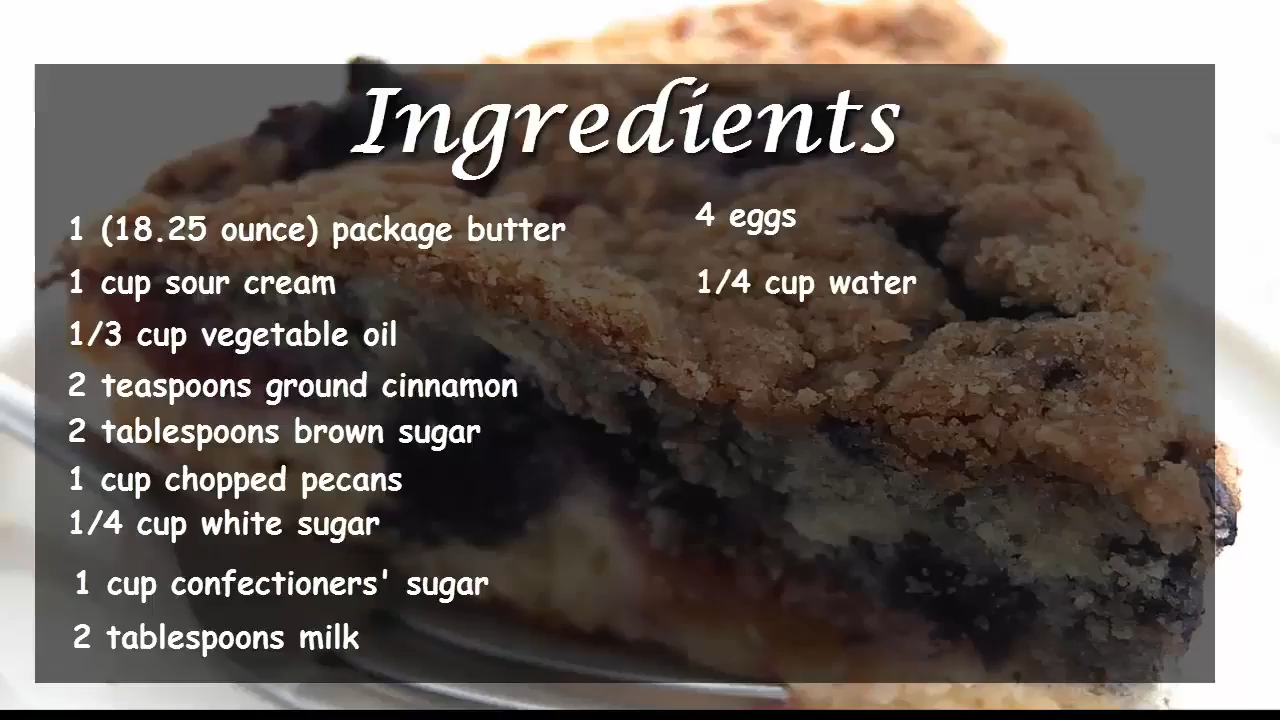 Ingredients
1 (18.25 ounce) package butter
1 cup sour cream
1/3 cup vegetable oil
2 teaspoons ground cinnamon
2 tablespoons brown sugar
1 cup chopped pecans
1/4 cup white sugar
1 cup confectioners' sugar
2 tablespoons milk
4 eggs
1/4 cup water